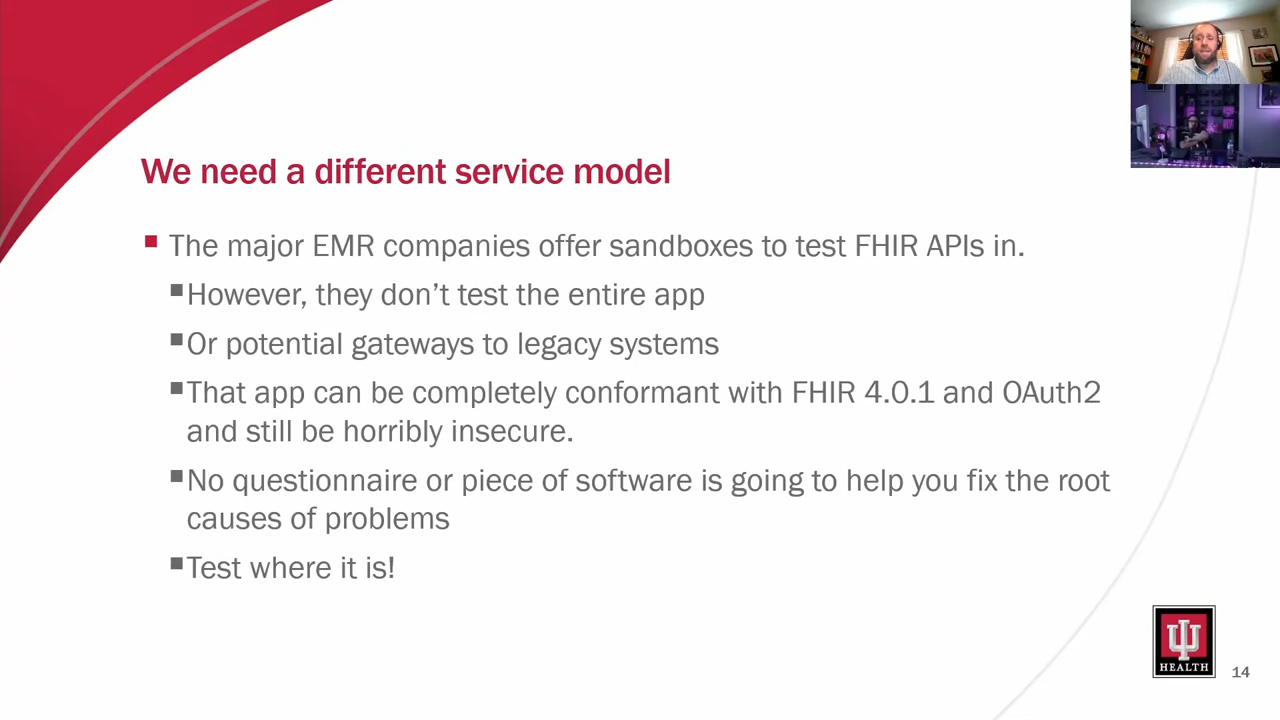 We need a different service model
■ The major EMR companies offer sandboxes to test FHIR APIs in.
■However, they don’t test the entire app
■Or potential gateways to legacy systems
■That app can be completely conformant with FHIR 4.0.1 and OAuth2
and still be horribly insecure.
■No questionnaire or piece of software is going to help you fix the root
causes of problems
■Test where it is!
HEALTH
14